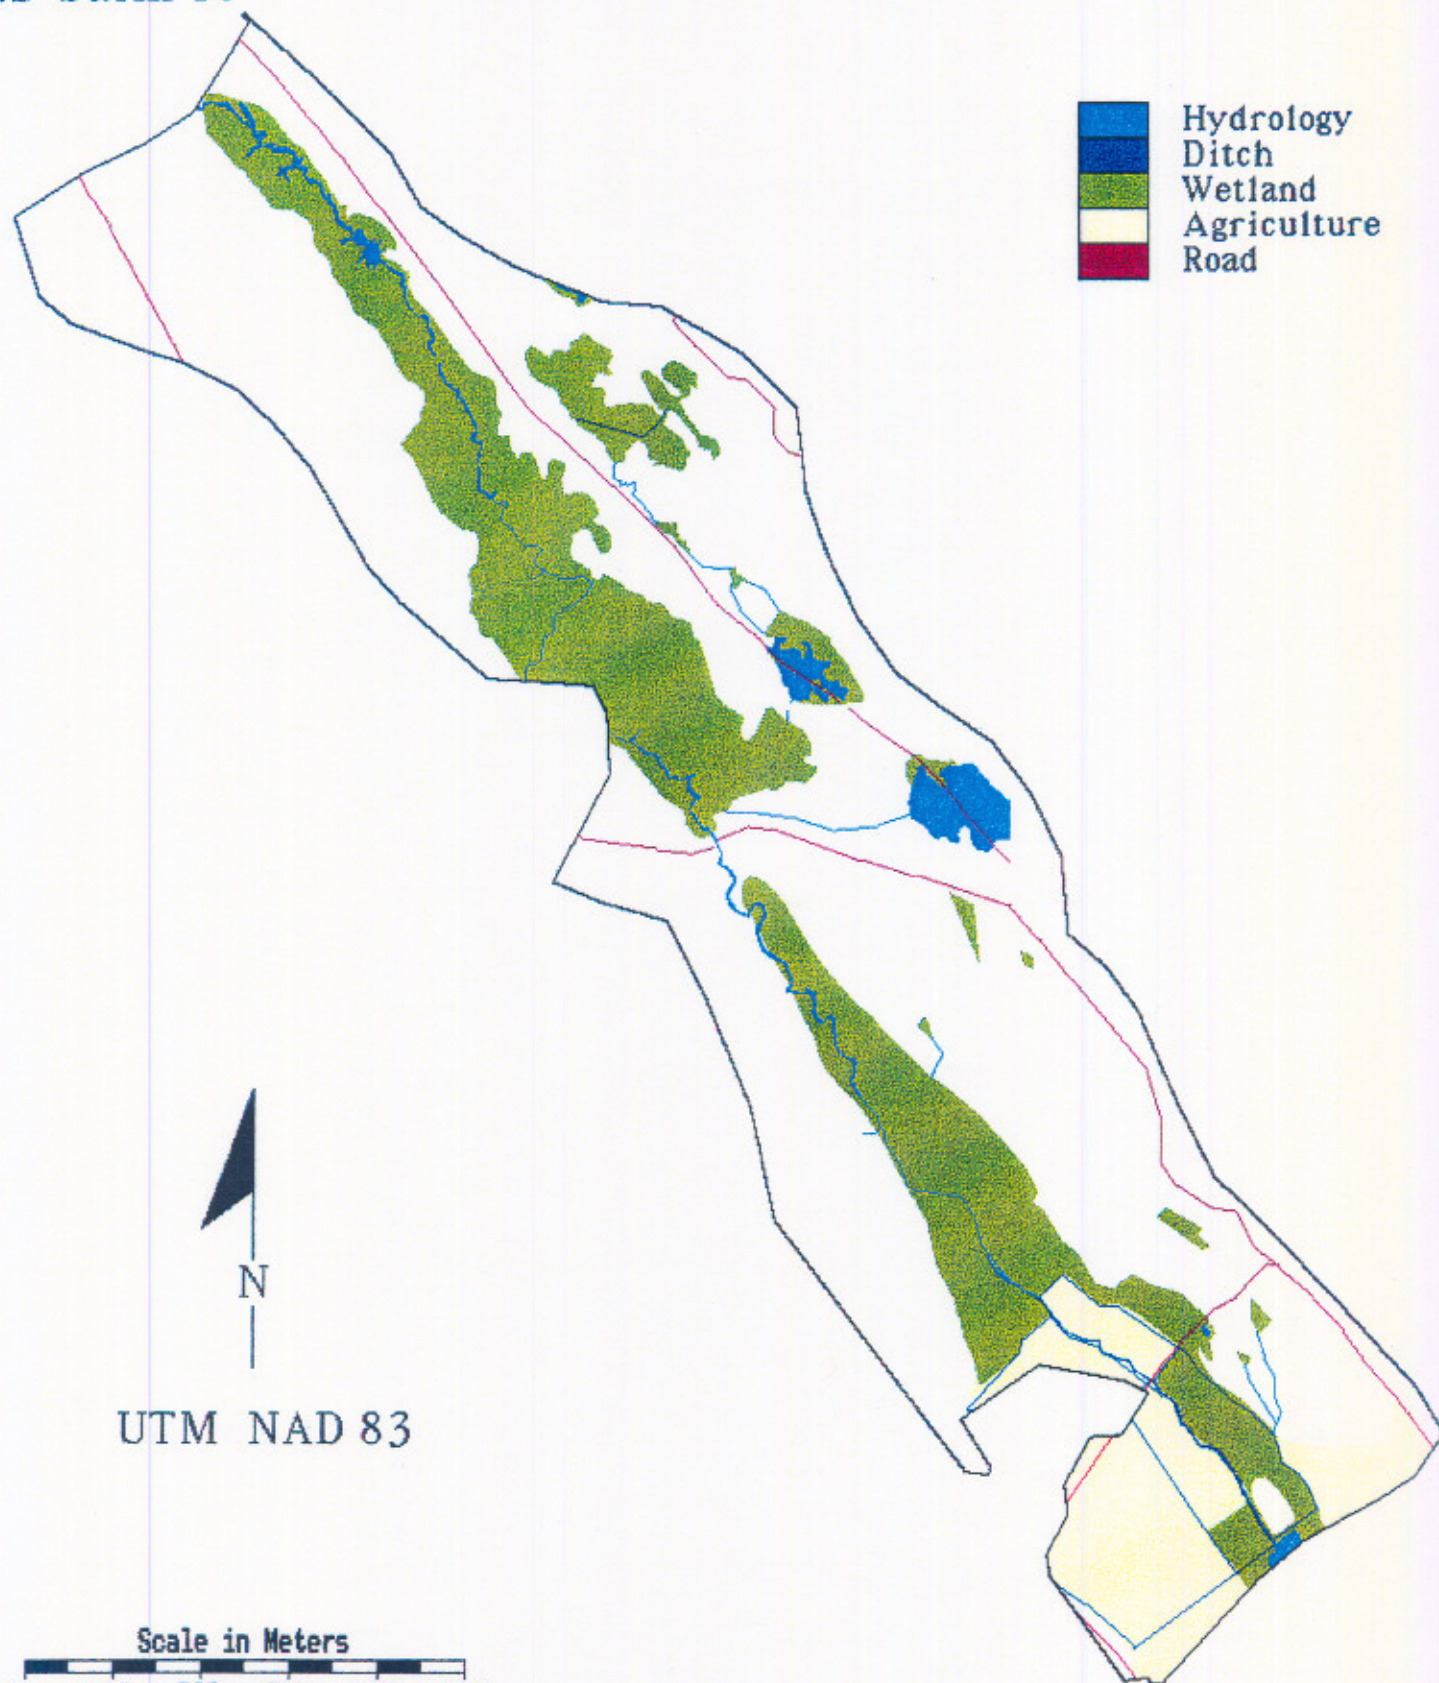 Hydrology
Ditch
Wetland
Agriculture
Road
N
UTM NAD 83
Scale in Meters